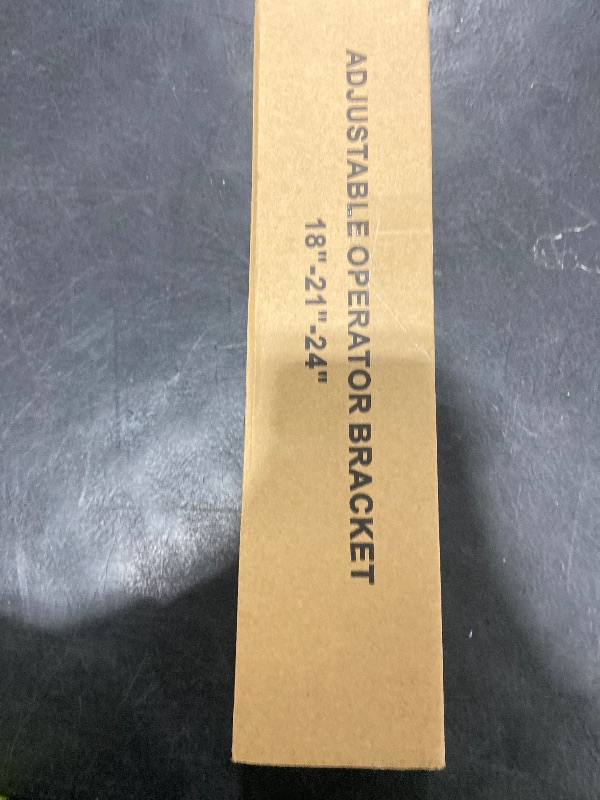 ADJUSTABLE OPERATOR BRACKET
18"-21"-24"